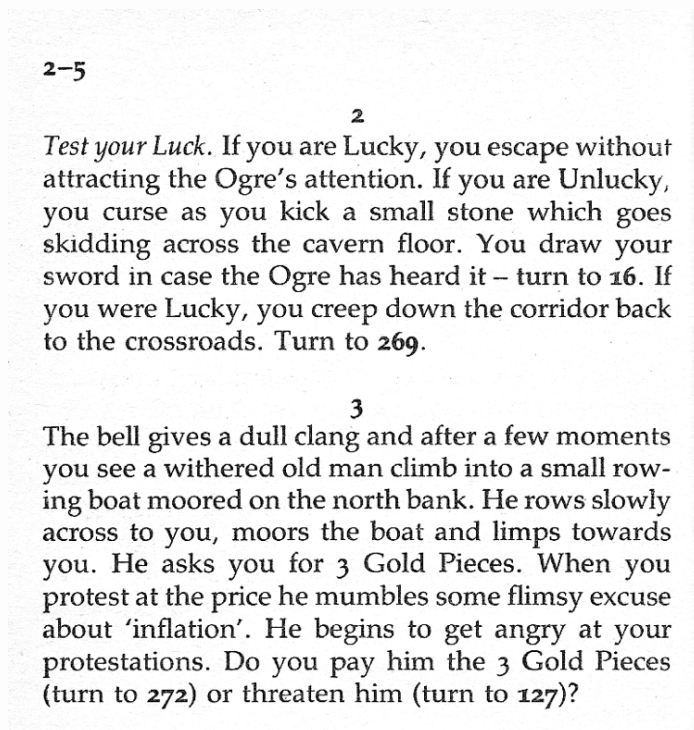 2–5
2
Test your Luck. If you are Lucky, you escape without
attracting the Ogre's attention. If you are Unlucky,
you curse as you kick a small stone which goes
skidding across the cavern floor. You draw your
sword in case the Ogre has heard it – turn to 16. If
you were Lucky, you creep down the corridor back
to the crossroads. Turn to 269.
3
The bell gives a dull clang and after a few moments
you see a withered old man climb into a small row-
ing boat moored on the north bank. He rows slowly
across to you, moors the boat and limps towards
you. He asks you for 3 Gold Pieces. When you
protest at the price he mumbles some flimsy excuse
about 'inflation'. He begins to get angry at your
protestations. Do you pay him the 3 Gold Pieces
(turn to 272) or threaten him (turn to 127)?